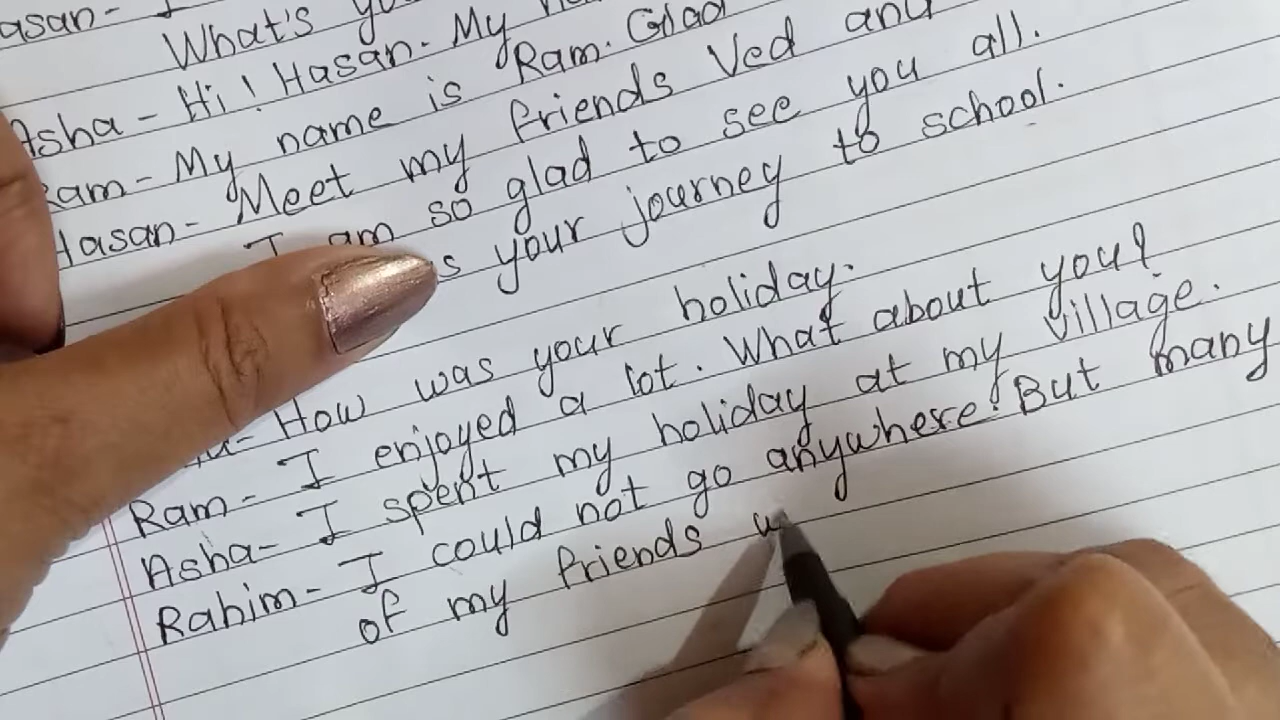 asan- I
What's yo
Asha - Hi! Hasan. My
Ram - My name is Ram. Glad
Hasan - Meet my friends Ved and
I am so glad to see you all.
s your journey to school.
- How was your holiday.
Ram - I enjoyed a lot. What about you?
Asha - I spent my holiday at my village.
Rahim - I could not go anywhere. But many
of my friends